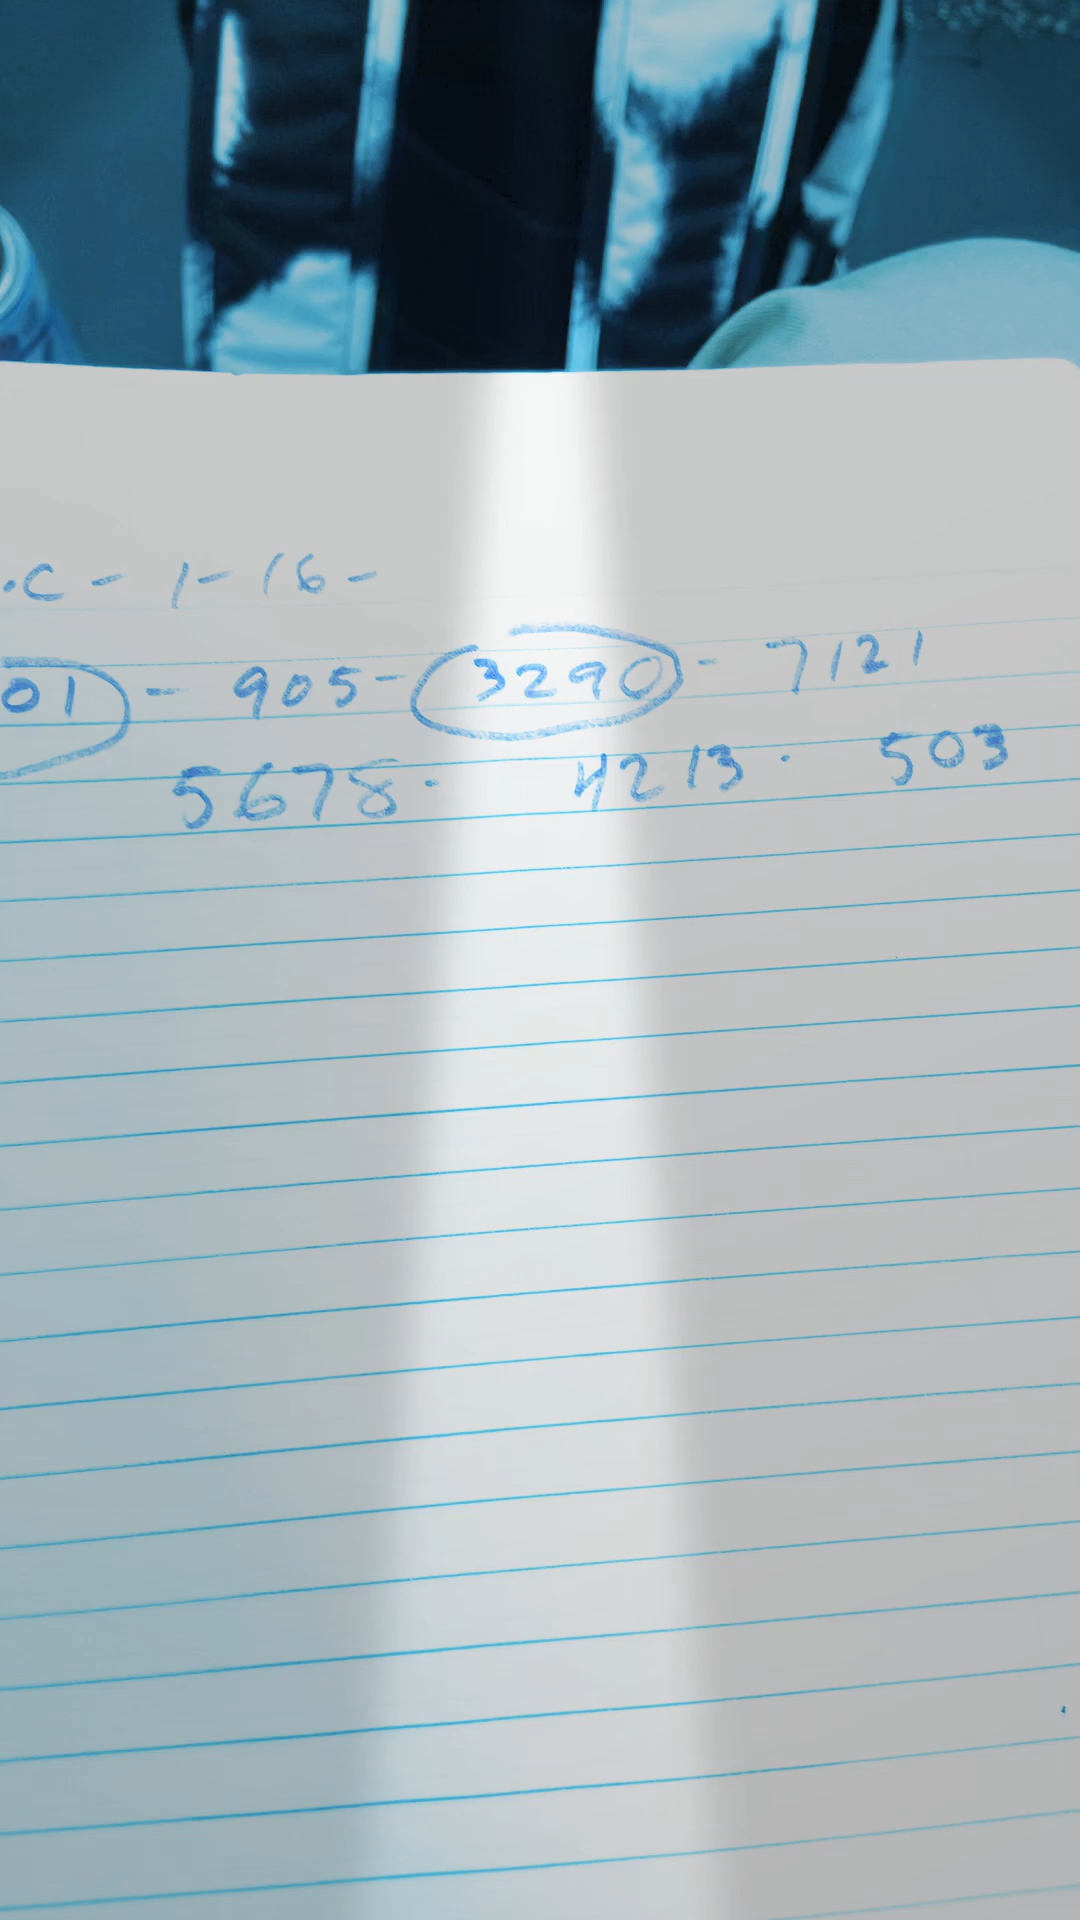 .C - 1-16-
01 - 905- 3290 - 7121
5678. 4213. 503